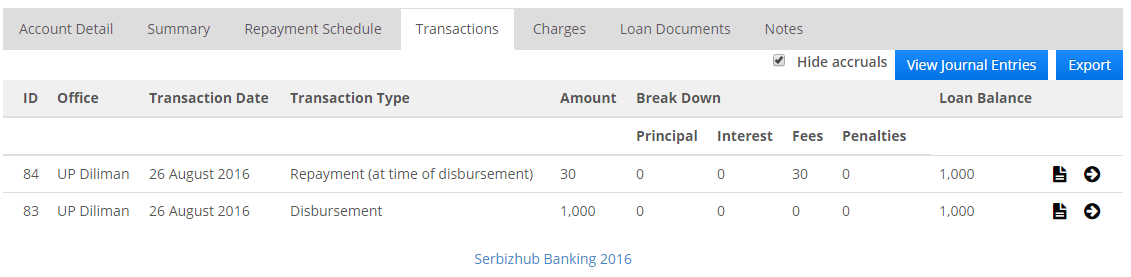 Account Detail Summary Repayment Schedule Transactions Charges Loan Documents Notes
Hide accruals View Journal Entries Export
ID Office Transaction Date Transaction Type Amount Break Down Loan Balance
Principal Interest Fees Penalties
84 UP Diliman 26 August 2016 Repayment (at time of disbursement) 30 0 0 30 0 1,000
83 UP Diliman 26 August 2016 Disbursement 1,000 0 0 0 0 1,000
Serbizhub Banking 2016